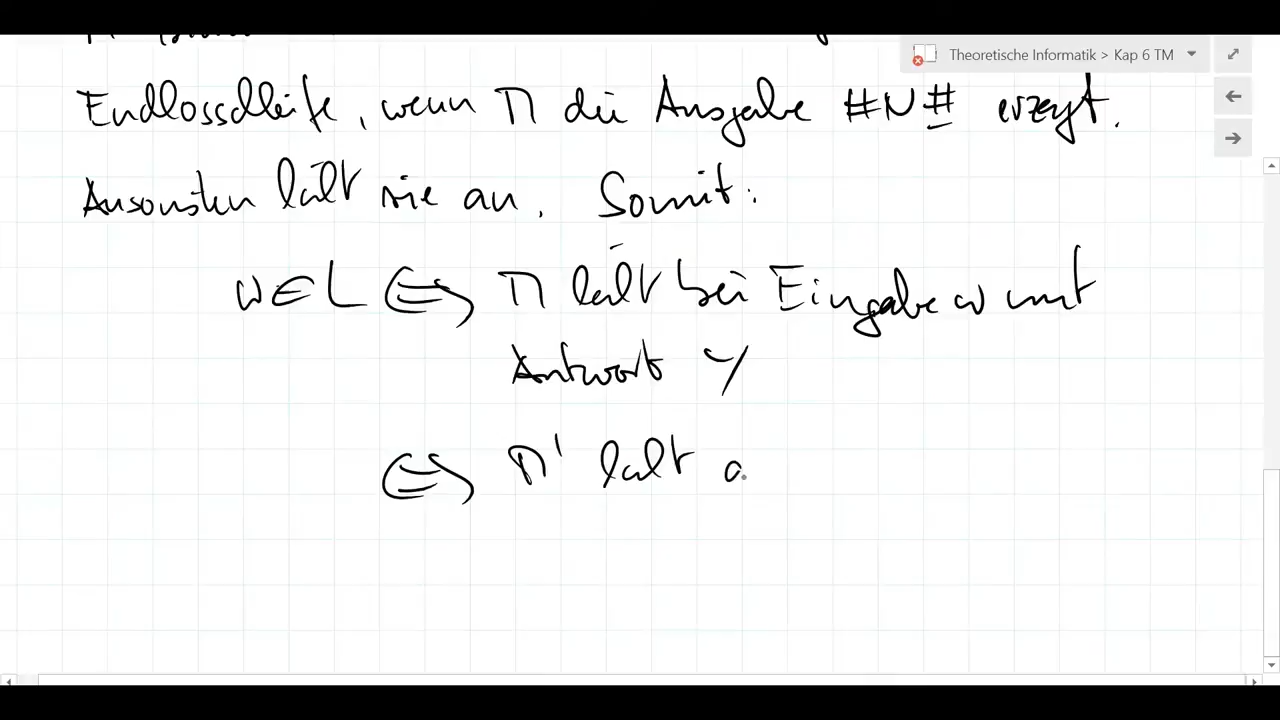 Theoretische Informatik > Kap 6 TM
Endlosschleife, wenn M die Ausgabe #N# erzeugt.
Ansonsten hält sie an. Somit:
w ∈ L ⇔ M hält bei Eingabe w mit
Antwort Y
⇔ M' hält a